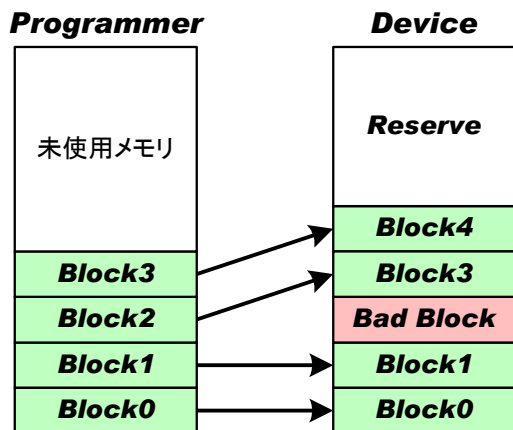 Programmer
Device
未使用メモリ
Reserve
Block4
Block3
Block3
Block2
Bad Block
Block1
Block1
Block0
Block0